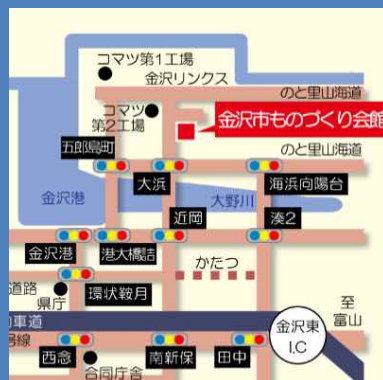 コマツ第1工場
金沢リンクス
のと里山海道
コマツ
第2工場
金沢市ものづくり会館
五郎島町
のと里山海道
大浜
海浜向陽台
金沢港
大野川
近岡
湊2
金沢港
港大橋詰
かたつ
道路
県庁
環状鞍月
至
富山
動車道
号線
金沢東
I.C
西念
合同庁舎
南新保
田中